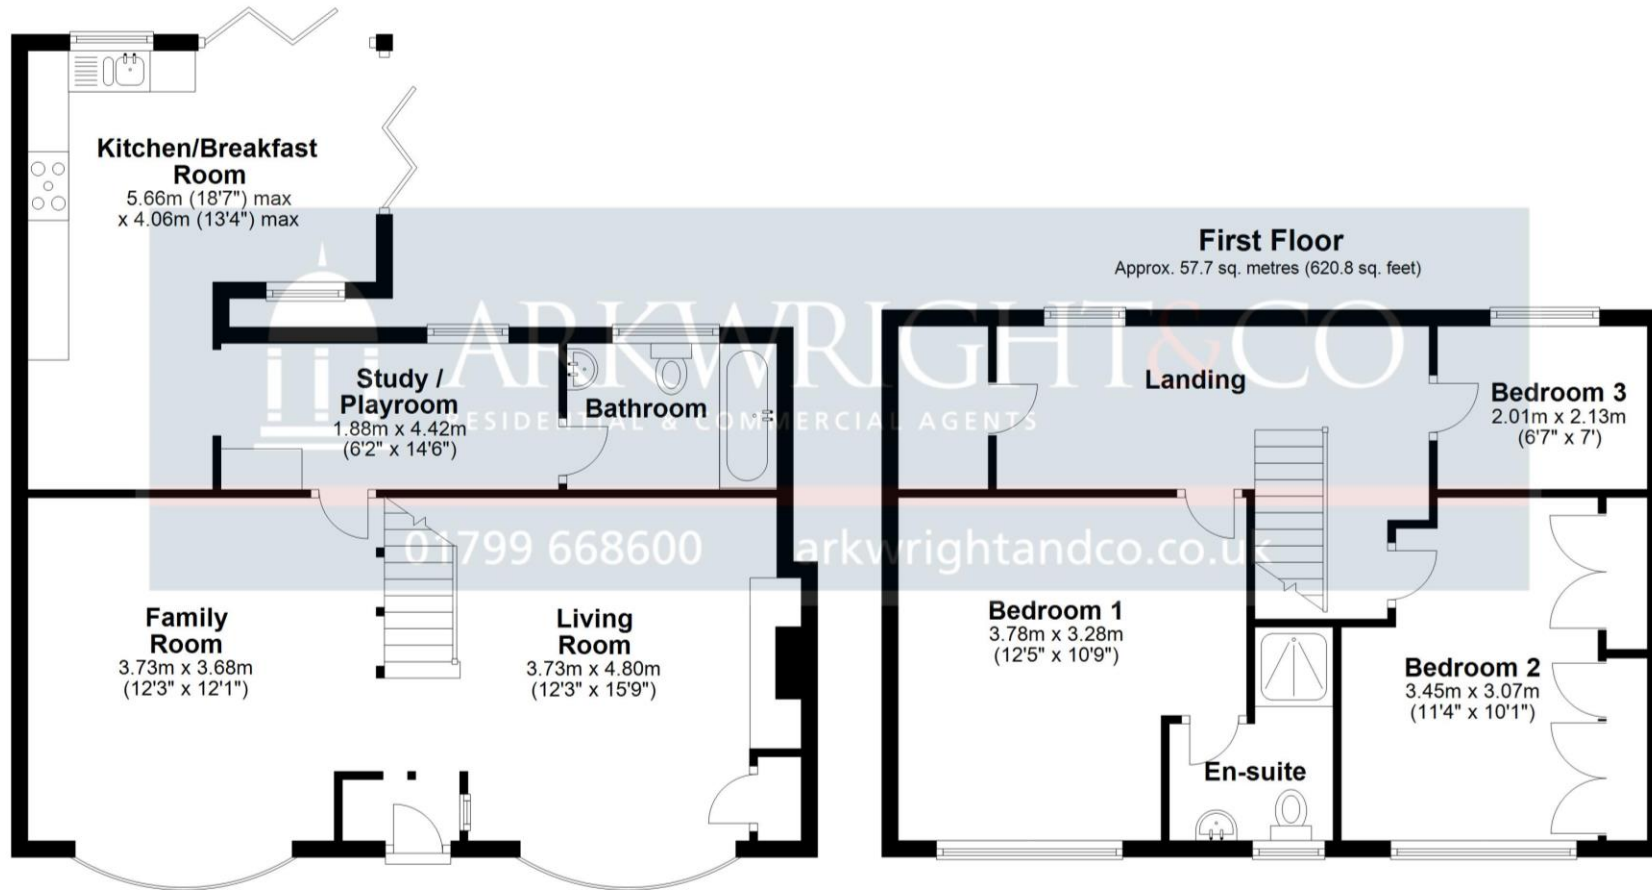 Kitchen/Breakfast
Room
5.66m (18'7") max
x 4.06m (13'4") max
First Floor
Approx. 57.7 sq. metres (620.8 sq. feet)
ARKWRIGHT&CO
RESIDENTIAL & COMMERCIAL AGENTS
01799 668600
arkwrightandco.co.uk
Study /
Playroom
1.88m x 4.42m
(6'2" x 14'6")
Bathroom
Landing
Bedroom 3
2.01m x 2.13m
(6'7" x 7')
Family
Room
3.73m x 3.68m
(12'3" x 12'1")
Living
Room
3.73m x 4.80m
(12'3" x 15'9")
Bedroom 1
3.78m x 3.28m
(12'5" x 10'9")
Bedroom 2
3.45m x 3.07m
(11'4" x 10'1")
En-suite